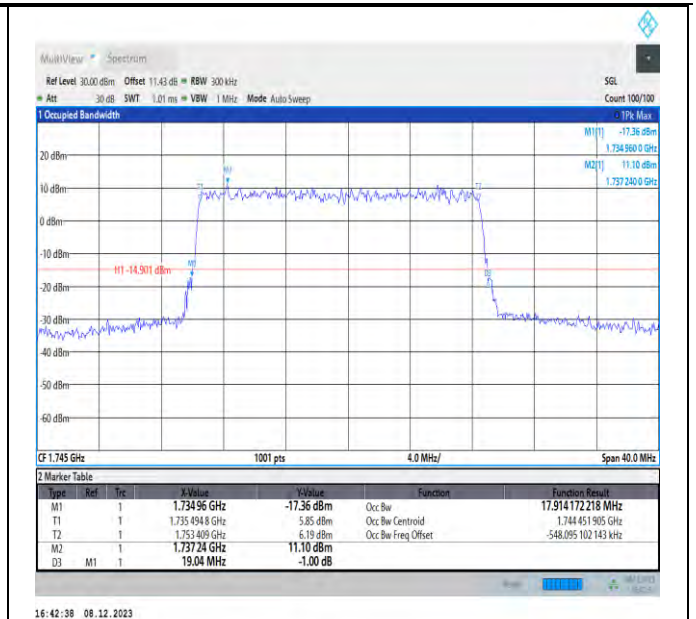 MultiView Spectrum
Ref Level 30.00 dBm Offset 11.43 dB RBW 300 kHz SGL
Att 30 dB SWT 1.01 ms VBW 1 MHz Mode Auto Sweep Count 100/100
1 Occupied Bandwidth 1Pk Max
M1[1] -17.36 dBm
1.734 960 0 GHz
M2[1] 11.10 dBm
1.737 240 0 GHz
20 dBm
M2
T1 T2
10 dBm
0 dBm
-10 dBm
M1
H1 -14.901 dBm
D3
-20 dBm
-30 dBm
-40 dBm
-50 dBm
-60 dBm
CF 1.745 GHz 1001 pts 4.0 MHz/ Span 40.0 MHz
2 Marker Table
Type Ref Trc X-Value Y-Value Function Function Result
M1 1 1.734 96 GHz -17.36 dBm Occ Bw 17.914 172 218 MHz
T1 1 1.735 494 8 GHz 5.85 dBm Occ Bw Centroid 1.744 451 905 GHz
T2 1 1.753 409 GHz 6.19 dBm Occ Bw Freq Offset -548.095 102 143 kHz
M2 1 1.737 24 GHz 11.10 dBm
D3 M1 1 19.04 MHz -1.00 dB
16:42:38 08.12.2023